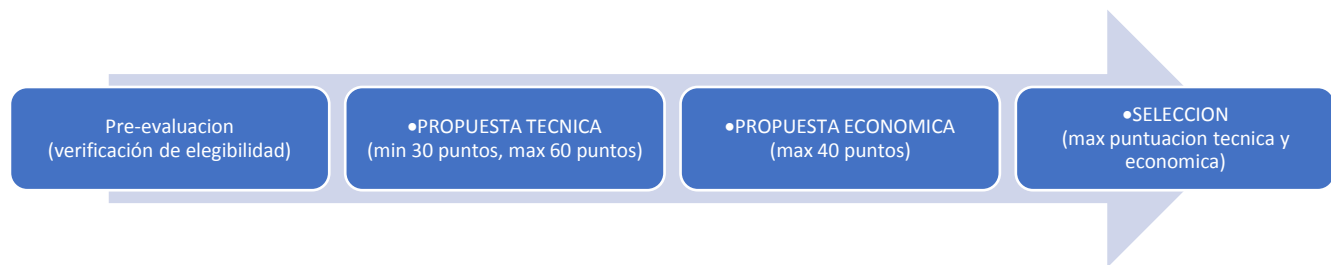 Pre-evaluacion
(verificación de elegibilidad)
•PROPUESTA TECNICA
(min 30 puntos, max 60 puntos)
•PROPUESTA ECONOMICA
(max 40 puntos)
•SELECCION
(max puntuacion tecnica y
economica)